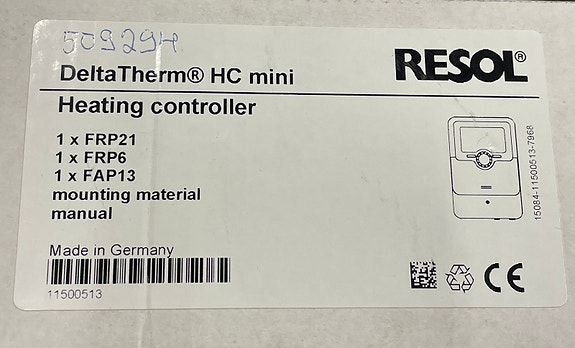 509294
DeltaTherm® HC mini
RESOL®
Heating controller
1 x FRP21
1 x FRP6
1 x FAP13
mounting material
manual
15084-11500513-7968
Made in Germany
11500513
CE